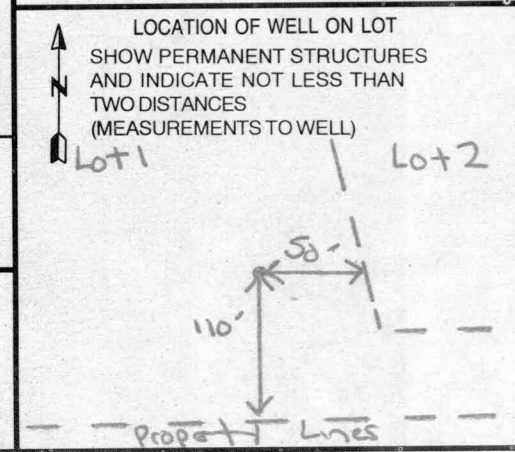 LOCATION OF WELL ON LOT
SHOW PERMANENT STRUCTURES
AND INDICATE NOT LESS THAN
TWO DISTANCES
(MEASUREMENTS TO WELL)
N
Lot 1
Lot 2
50'
110'
Property Lines